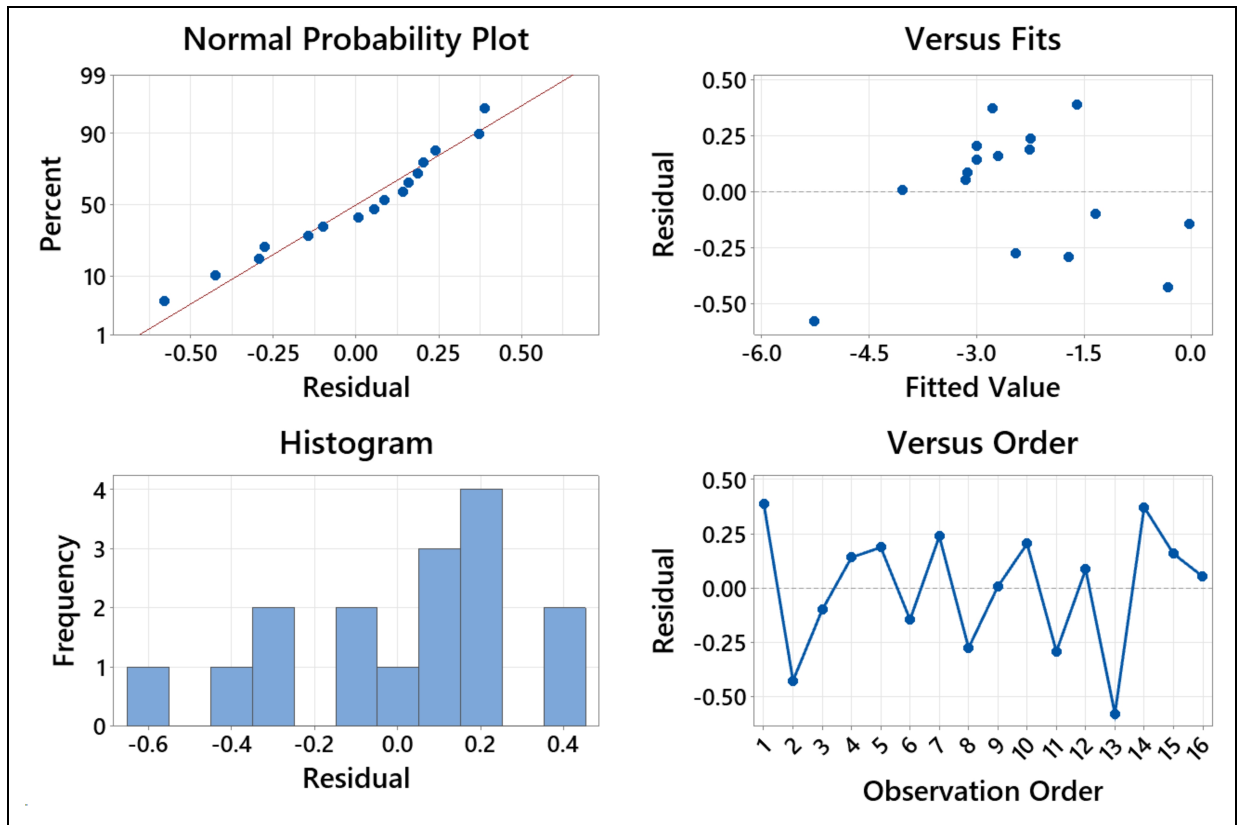 Normal Probability Plot
99
90
50
10
1
Percent
-0.50 -0.25 0.00 0.25 0.50
Residual
Versus Fits
0.50
0.25
0.00
-0.25
-0.50
Residual
-6.0 -4.5 -3.0 -1.5 0.0
Fitted Value
Histogram
4
3
2
1
0
Frequency
-0.6 -0.4 -0.2 0.0 0.2 0.4
Residual
Versus Order
0.50
0.25
0.00
-0.25
-0.50
Residual
1 2 3 4 5 6 7 8 9 10 11 12 13 14 15 16
Observation Order